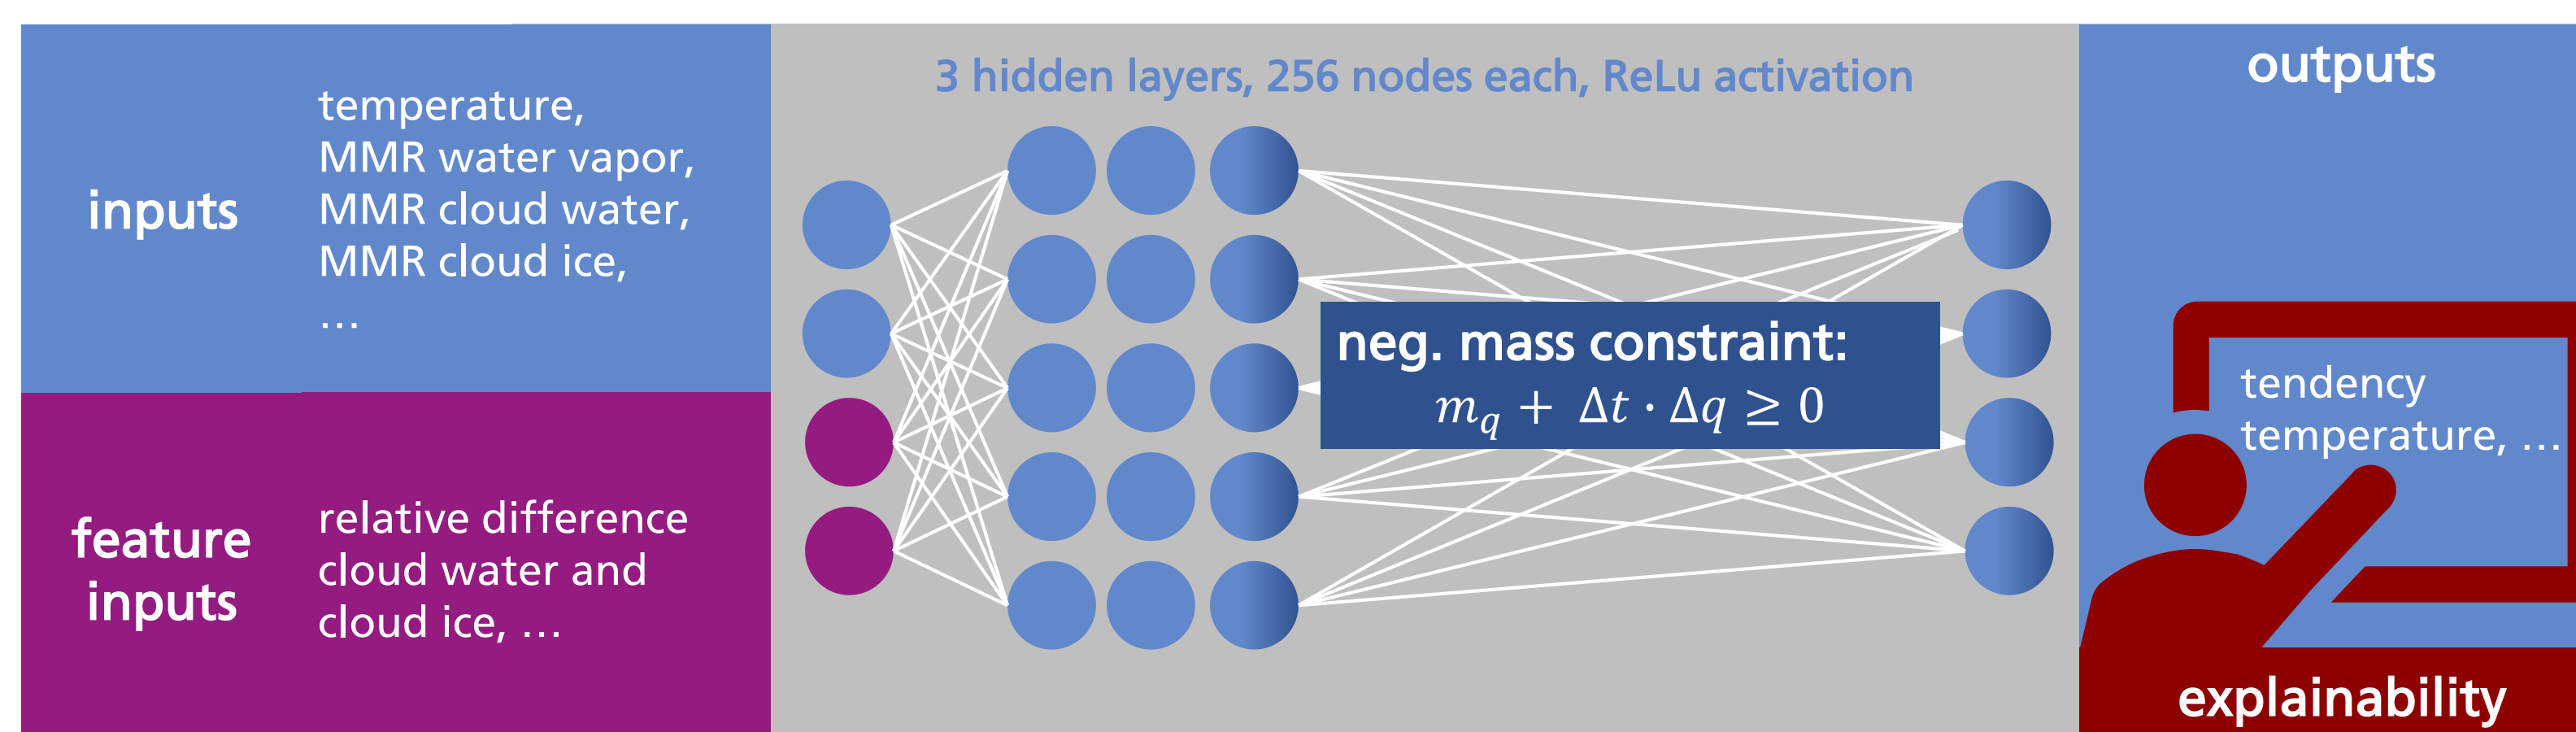 inputs
temperature,
MMR water vapor,
MMR cloud water,
MMR cloud ice,
…
feature
inputs
relative difference
cloud water and
cloud ice, …
3 hidden layers, 256 nodes each, ReLu activation
neg. mass constraint:
m_q + Δt · Δq ≥ 0
outputs
tendency
temperature, …
explainability